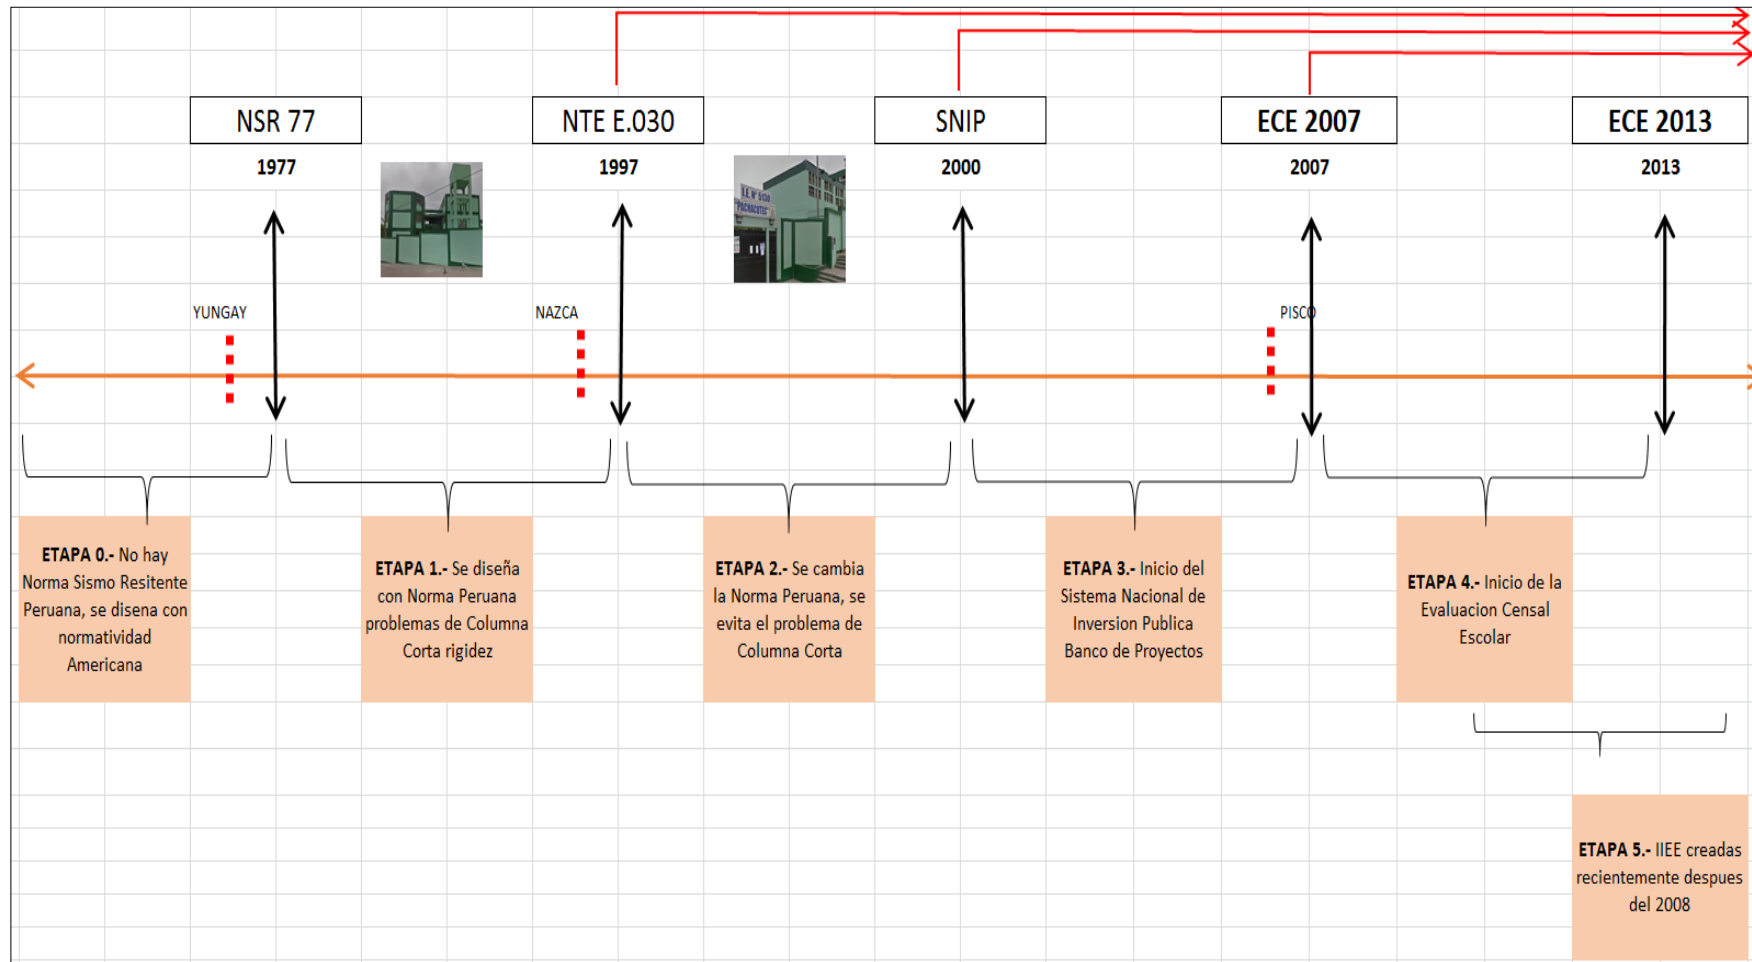 NSR 77
NTE E.030
SNIP
ECE 2007
ECE 2013
1977
1997
2000
2007
2013
I.E. Nº 5130
"PACHACUTEC"
YUNGAY
NAZCA
PISCO
ETAPA 0.- No hay
Norma Sismo Resitente
Peruana, se disena con
normatividad
Americana
ETAPA 1.- Se diseña
con Norma Peruana
problemas de Columna
Corta rigidez
ETAPA 2.- Se cambia
la Norma Peruana, se
evita el problema de
Columna Corta
ETAPA 3.- Inicio del
Sistema Nacional de
Inversion Publica
Banco de Proyectos
ETAPA 4.- Inicio de la
Evaluacion Censal
Escolar
ETAPA 5.- IIEE creadas
recientemente despues
del 2008